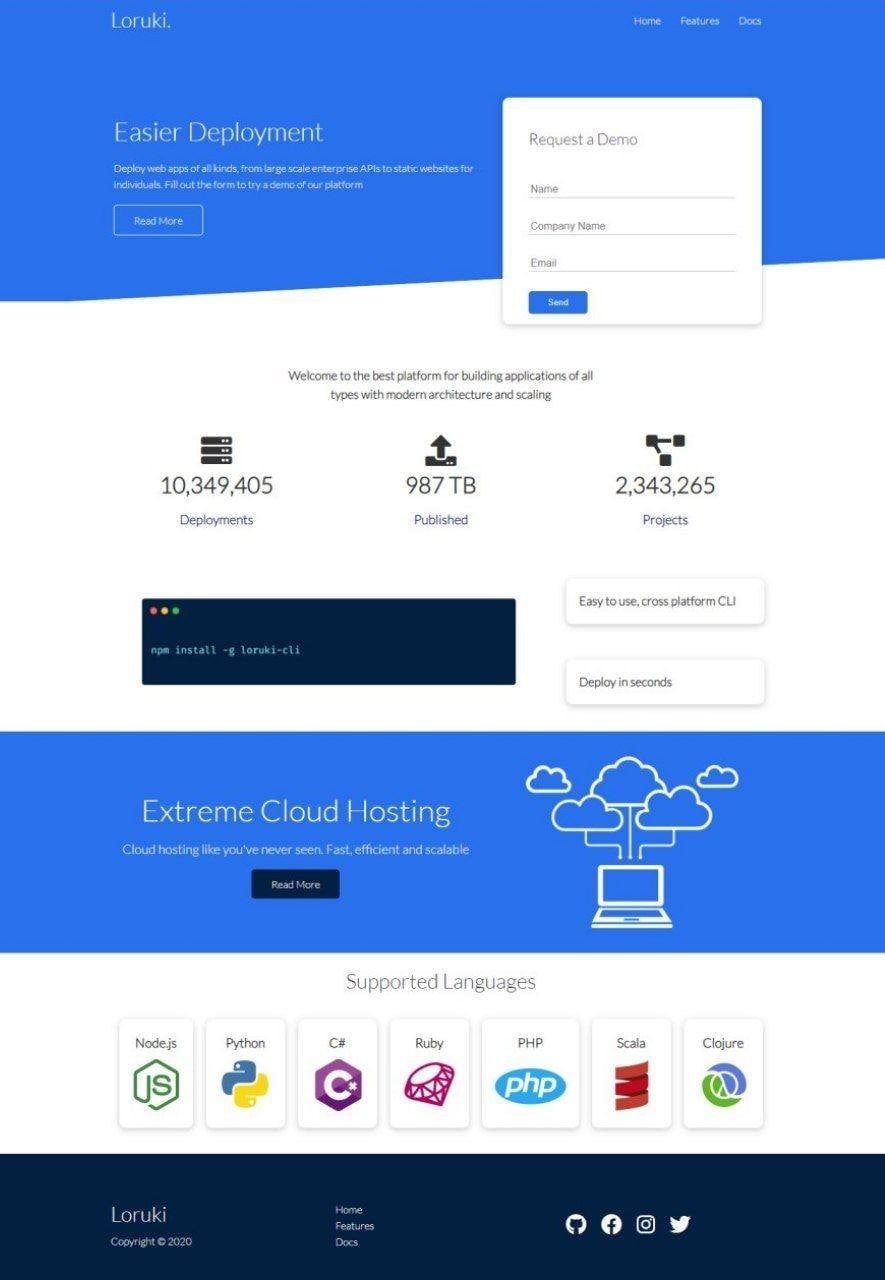 Loruki.
Home Features Docs
Easier Deployment
Deploy web apps of all kinds, from large scale enterprise APIs to static websites for
individuals. Fill out the form to try a demo of our platform
Read More
Request a Demo
Name
Company Name
Email
Send
Welcome to the best platform for building applications of all
types with modern architecture and scaling
10,349,405
Deployments
987 TB
Published
2,343,265
Projects
npm install -g loruki-cli
Easy to use, cross platform CLI
Deploy in seconds
Extreme Cloud Hosting
Cloud hosting like you've never seen. Fast, efficient and scalable
Read More
Supported Languages
Node.js
JS
Python
C#
C#
Ruby
PHP
php
Scala
Clojure
Loruki
Copyright © 2020
Home
Features
Docs